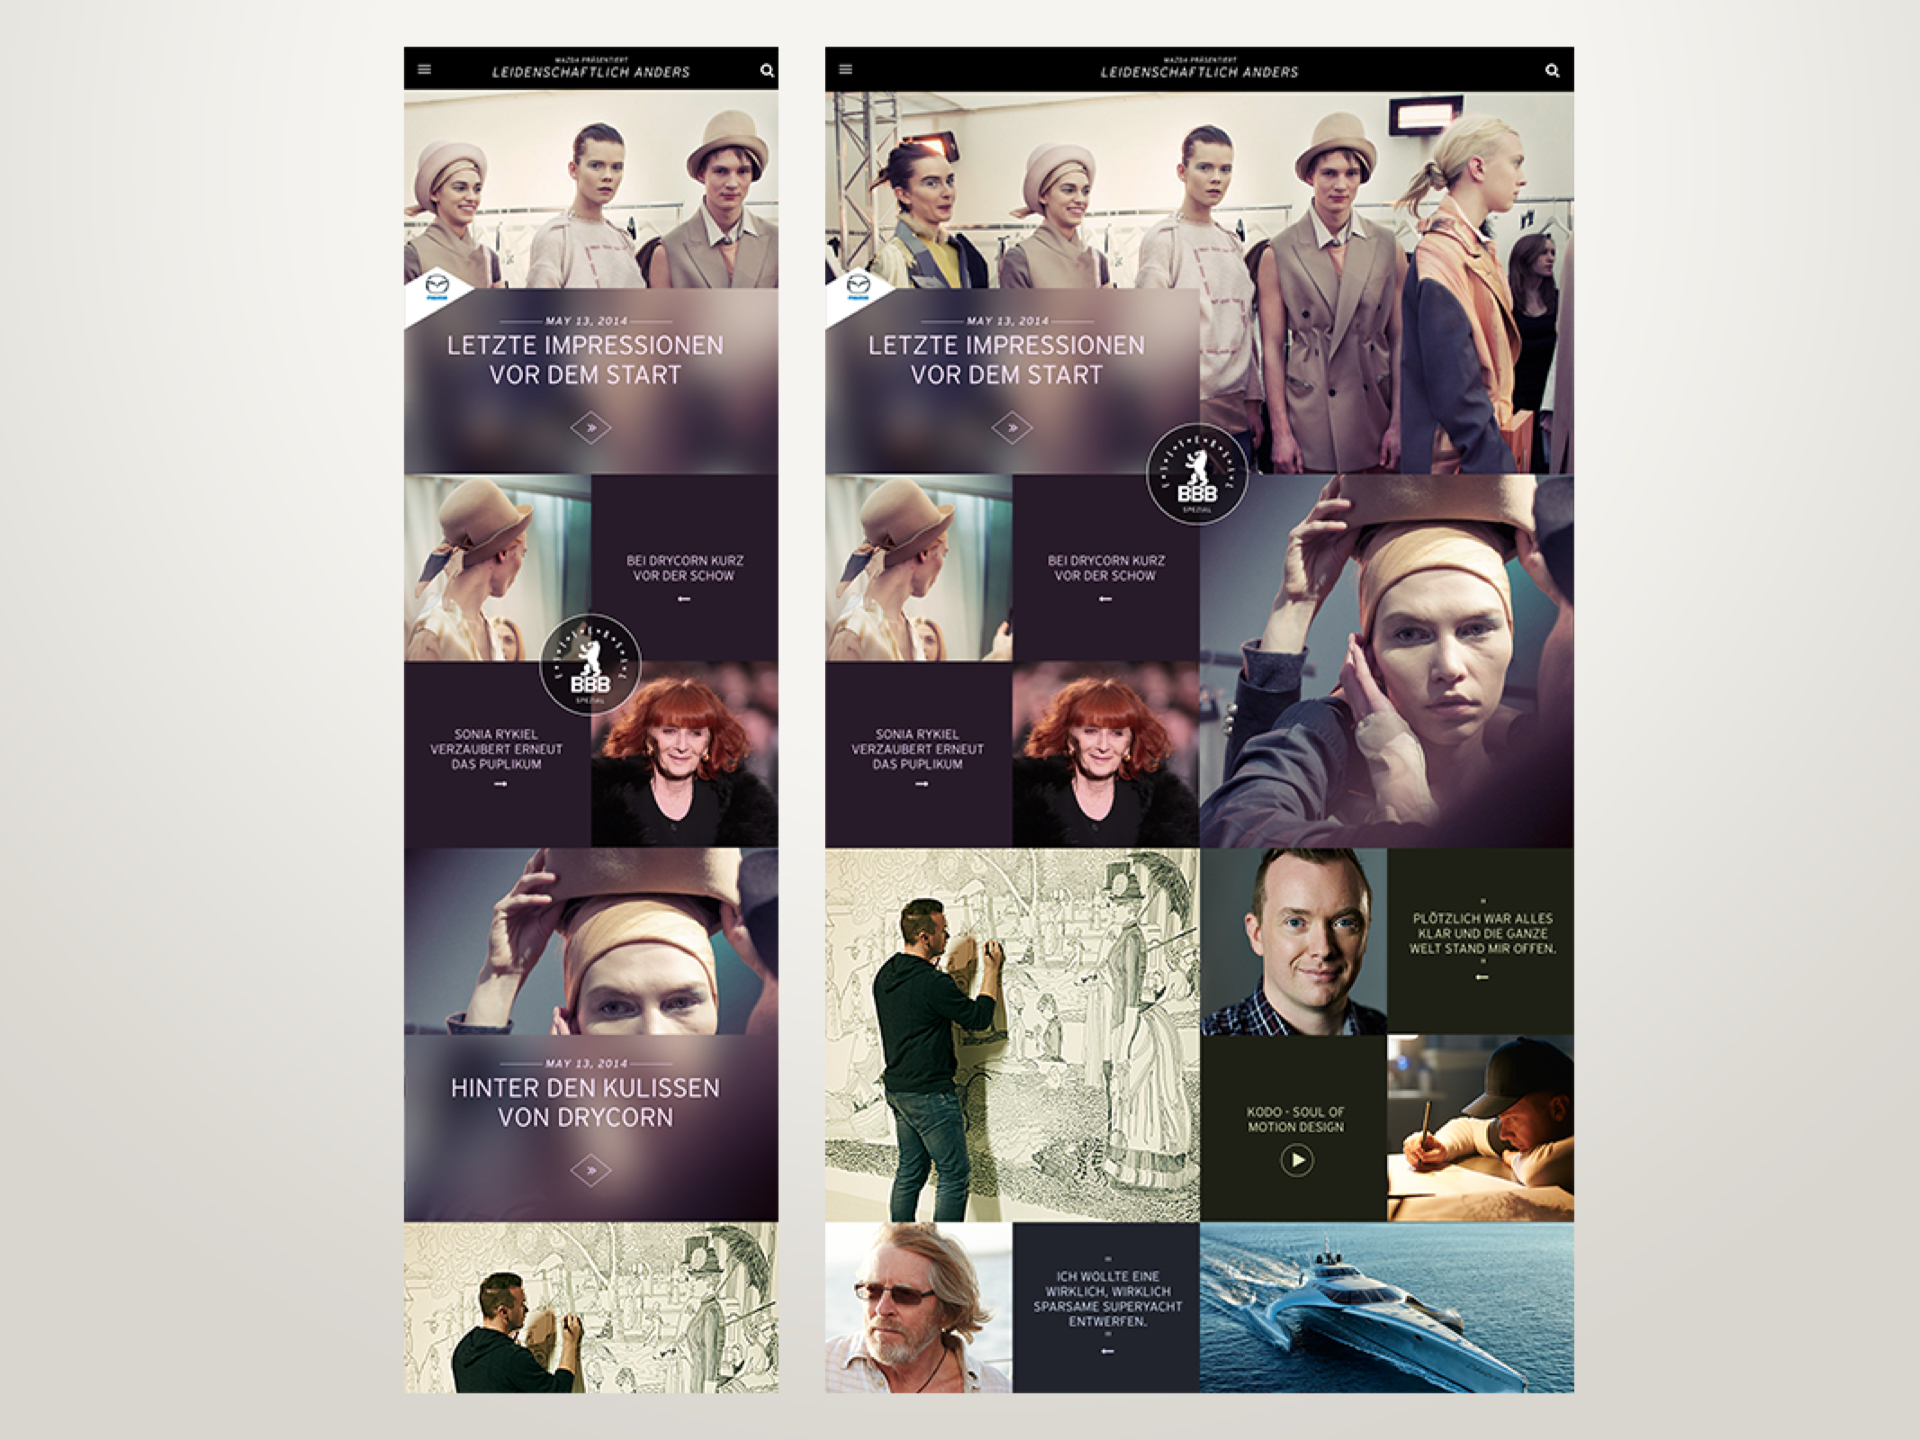 MAZDA PRÄSENTIERT
LEIDENSCHAFTLICH ANDERS
mazda
MAY 13, 2014
LETZTE IMPRESSIONEN
VOR DEM START
BEI DRYCORN KURZ
VOR DER SCHOW
BBB
SPEZIAL
SONIA RYKIEL
VERZAUBERT ERNEUT
DAS PUPLIKUM
MAY 13, 2014
HINTER DEN KULISSEN
VON DRYCORN
MAZDA PRÄSENTIERT
LEIDENSCHAFTLICH ANDERS
mazda
MAY 13, 2014
LETZTE IMPRESSIONEN
VOR DEM START
BBB
SPEZIAL
BEI DRYCORN KURZ
VOR DER SCHOW
SONIA RYKIEL
VERZAUBERT ERNEUT
DAS PUPLIKUM
"
PLÖTZLICH WAR ALLES
KLAR UND DIE GANZE
WELT STAND MIR OFFEN.
"
KODO - SOUL OF
MOTION DESIGN
"
ICH WOLLTE EINE
WIRKLICH, WIRKLICH
SPARSAME SUPERYACHT
ENTWERFEN.
"